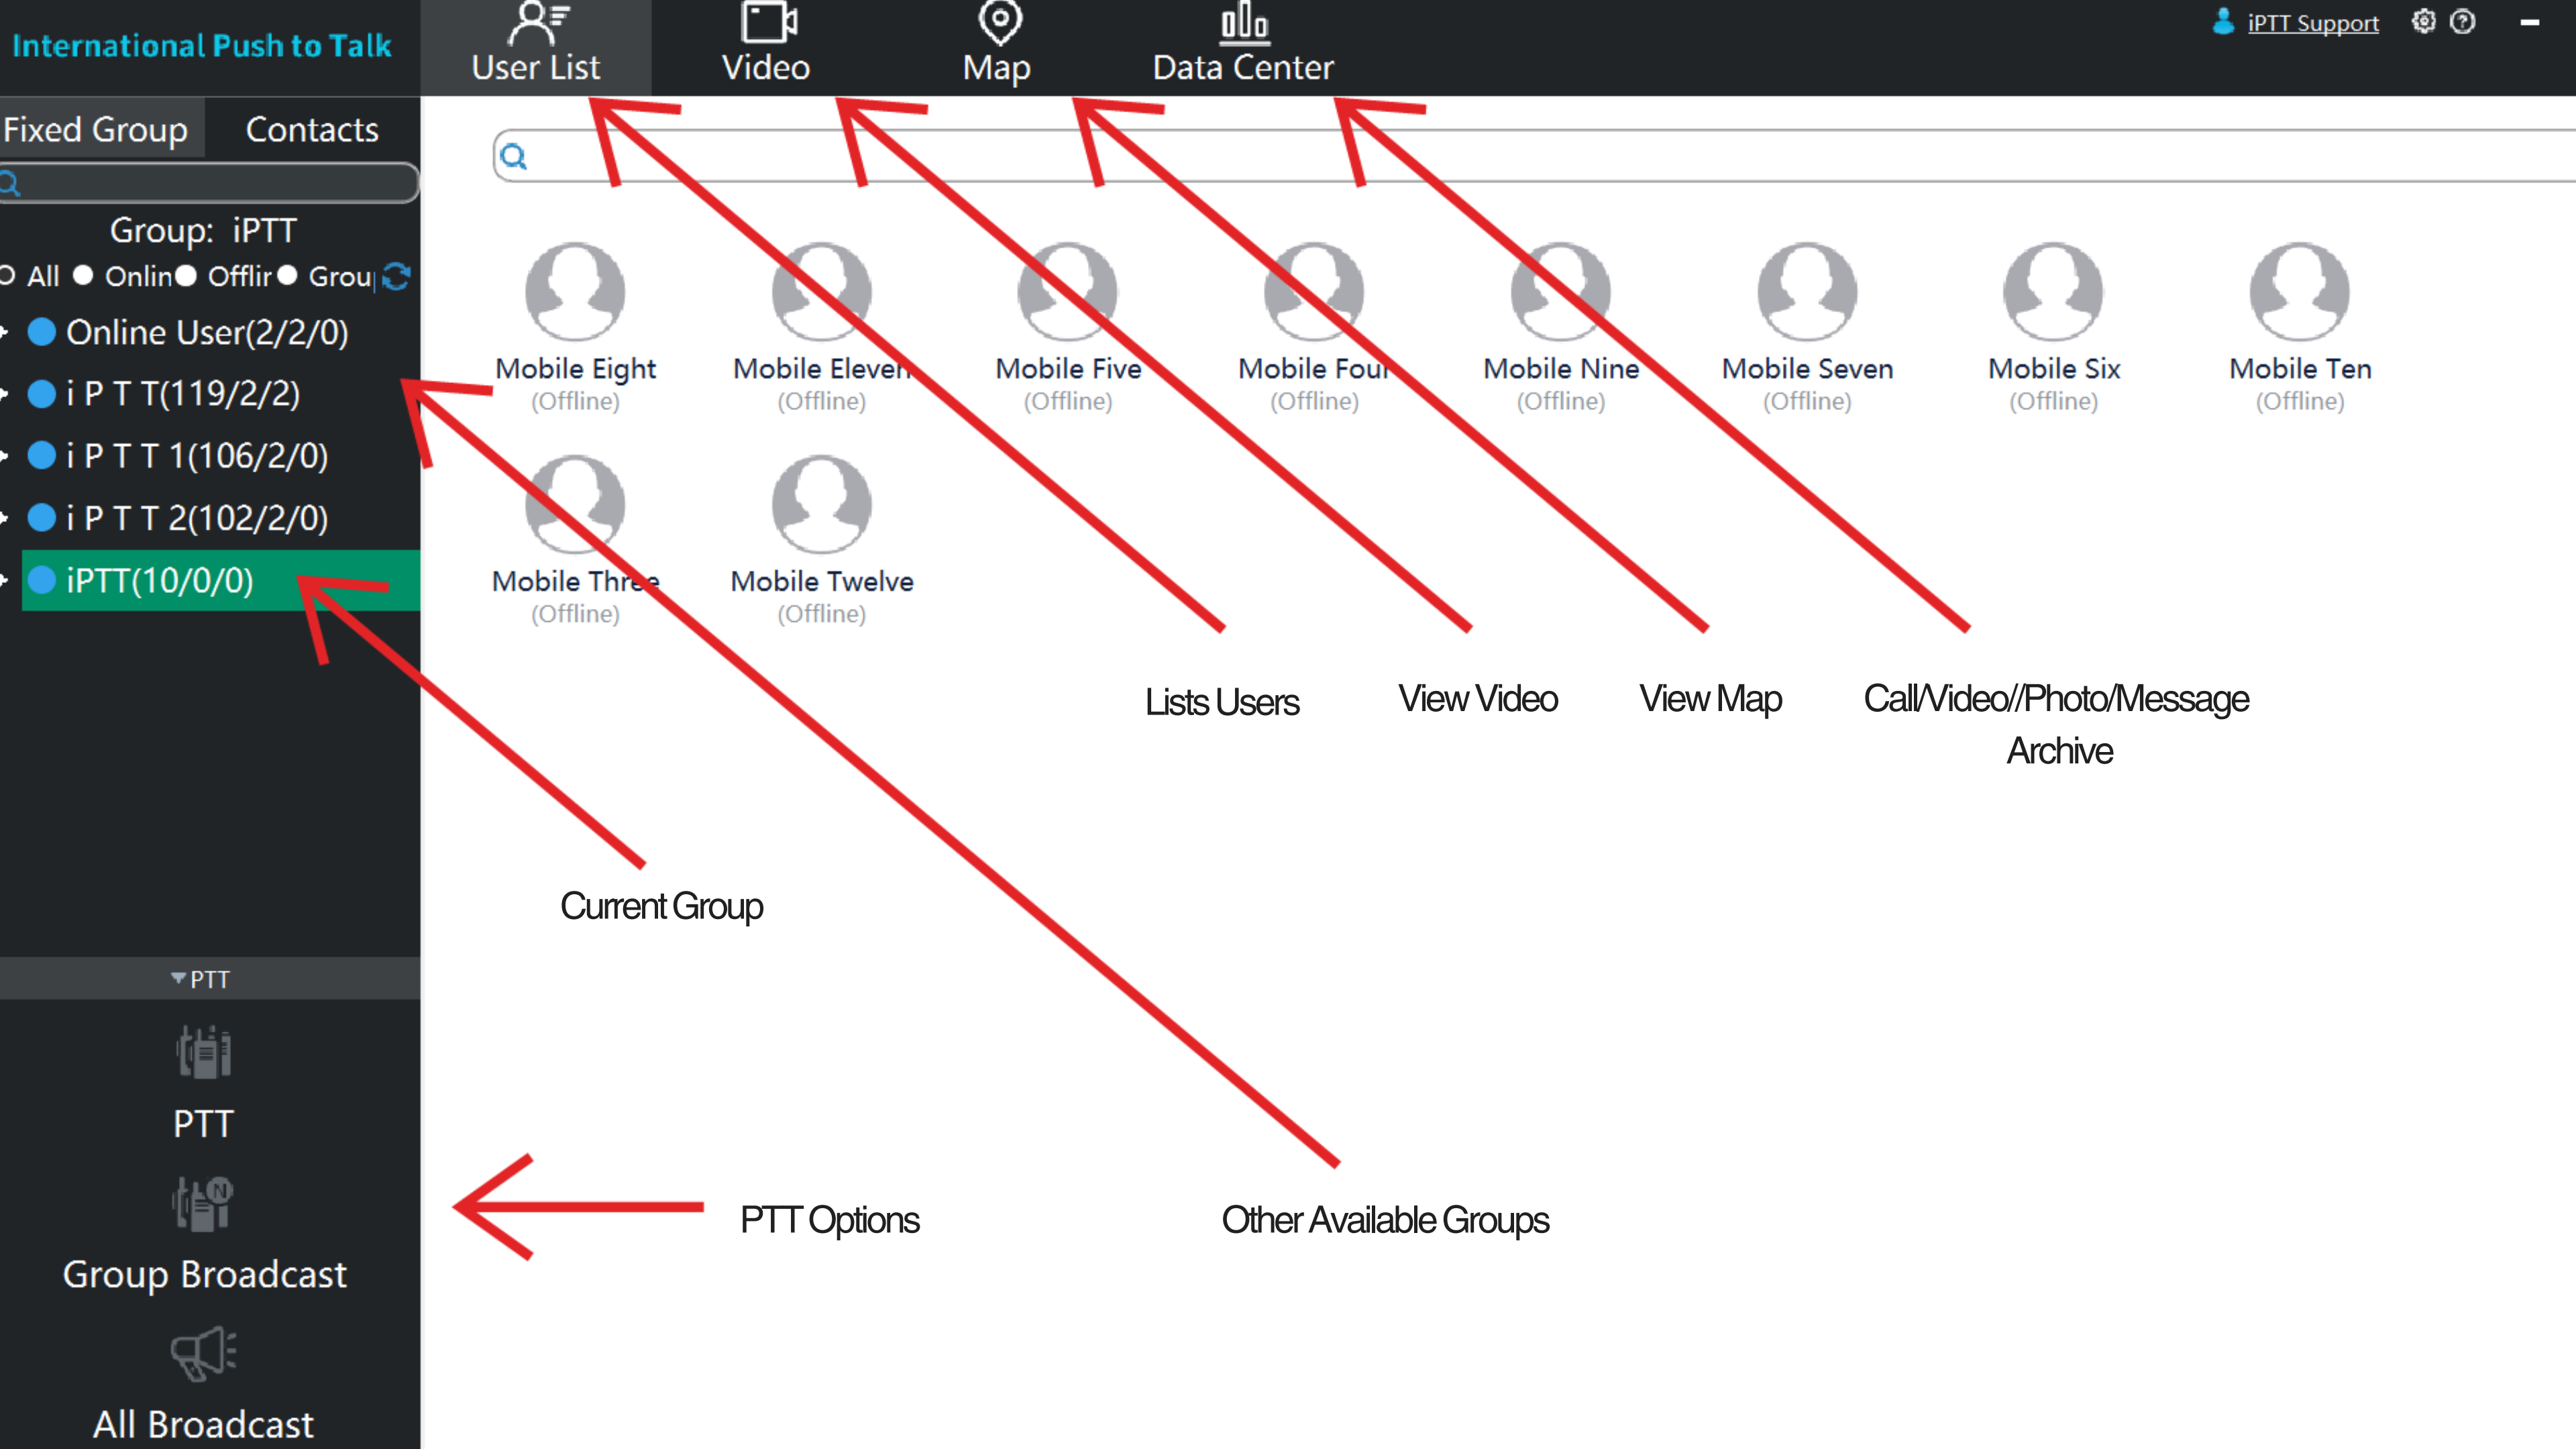 International Push to Talk
User List
Video
Map
Data Center
iPTT Support
Fixed Group
Contacts
Group: iPTT
All
Onlin
Offlir
Grou
Online User(2/2/0)
i P T T(119/2/2)
i P T T 1(106/2/0)
i P T T 2(102/2/0)
iPTT(10/0/0)
Mobile Eight
(Offline)
Mobile Eleven
(Offline)
Mobile Five
(Offline)
Mobile Four
(Offline)
Mobile Nine
(Offline)
Mobile Seven
(Offline)
Mobile Six
(Offline)
Mobile Ten
(Offline)
Mobile Three
(Offline)
Mobile Twelve
(Offline)
Lists Users
View Video
View Map
Call/Video//Photo/Message
Archive
Current Group
PTT
PTT
Group Broadcast
All Broadcast
PTT Options
Other Available Groups